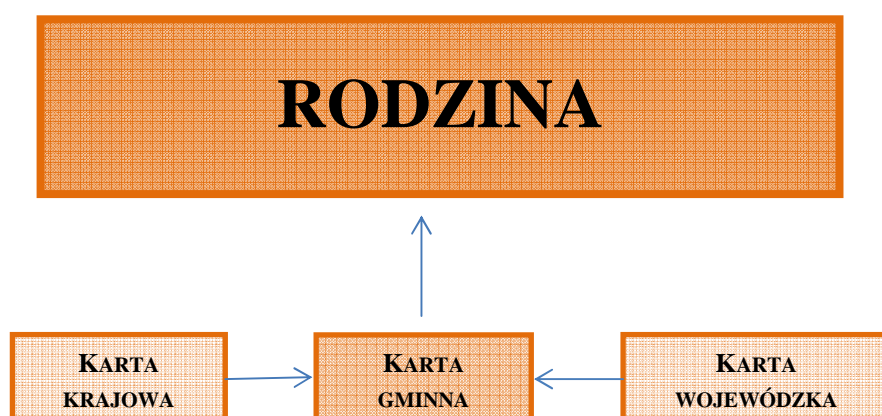 RODZINA
KARTA
KRAJOWA
KARTA
GMINNA
KARTA
WOJEWÓDZKA